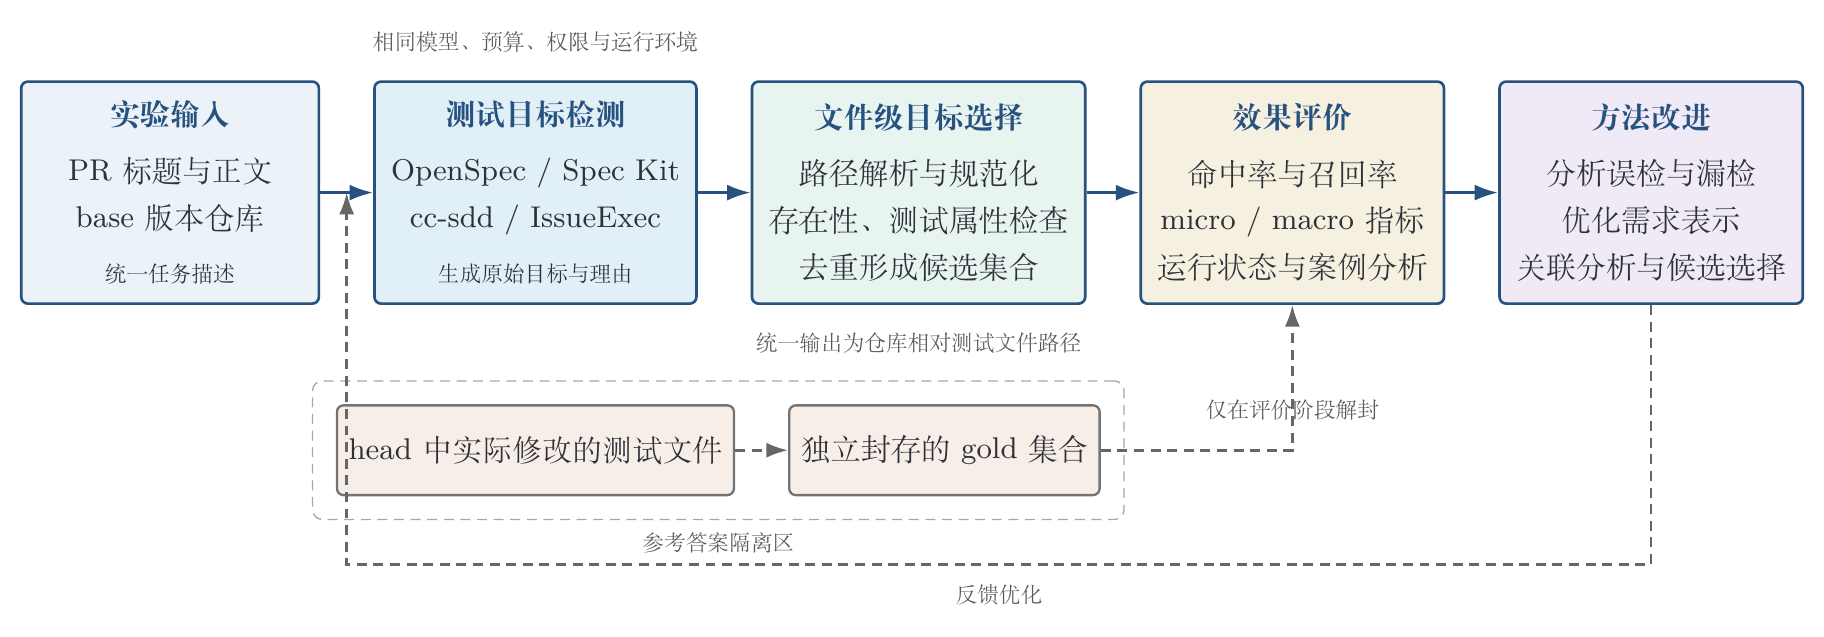 相同模型、预算、权限与运行环境
实验输入
PR 标题与正文
base 版本仓库
统一任务描述
测试目标检测
OpenSpec / Spec Kit
cc-sdd / IssueExec
生成原始目标与理由
文件级目标选择
路径解析与规范化
存在性、测试属性检查
去重形成候选集合
效果评价
命中率与召回率
micro / macro 指标
运行状态与案例分析
方法改进
分析误检与漏检
优化需求表示
关联分析与候选选择
统一输出为仓库相对测试文件路径
仅在评价阶段解封
head 中实际修改的测试文件
独立封存的 gold 集合
参考答案隔离区
反馈优化